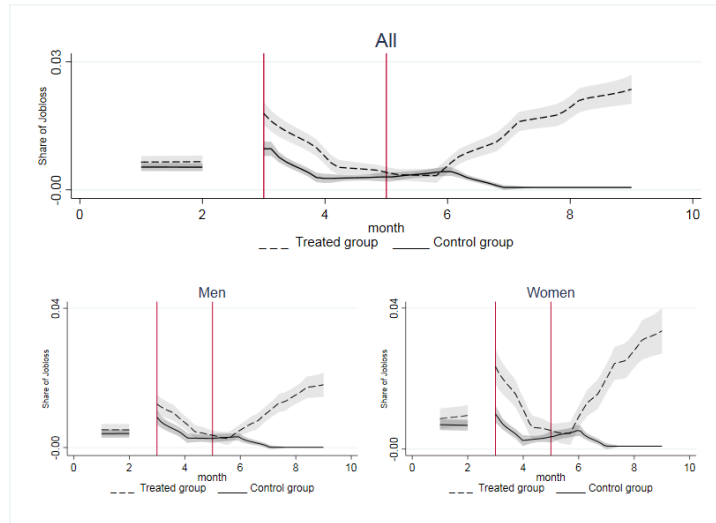 All
0.03
Share of Jobloss
-0.00
0 2 4 6 8 10
month
Treated group Control group
Men
0.04
Share of Jobloss
-0.00
0 2 4 6 8 10
month
Treated group Control group
Women
0.04
Share of Jobloss
-0.00
0 2 4 6 8 10
month
Treated group Control group